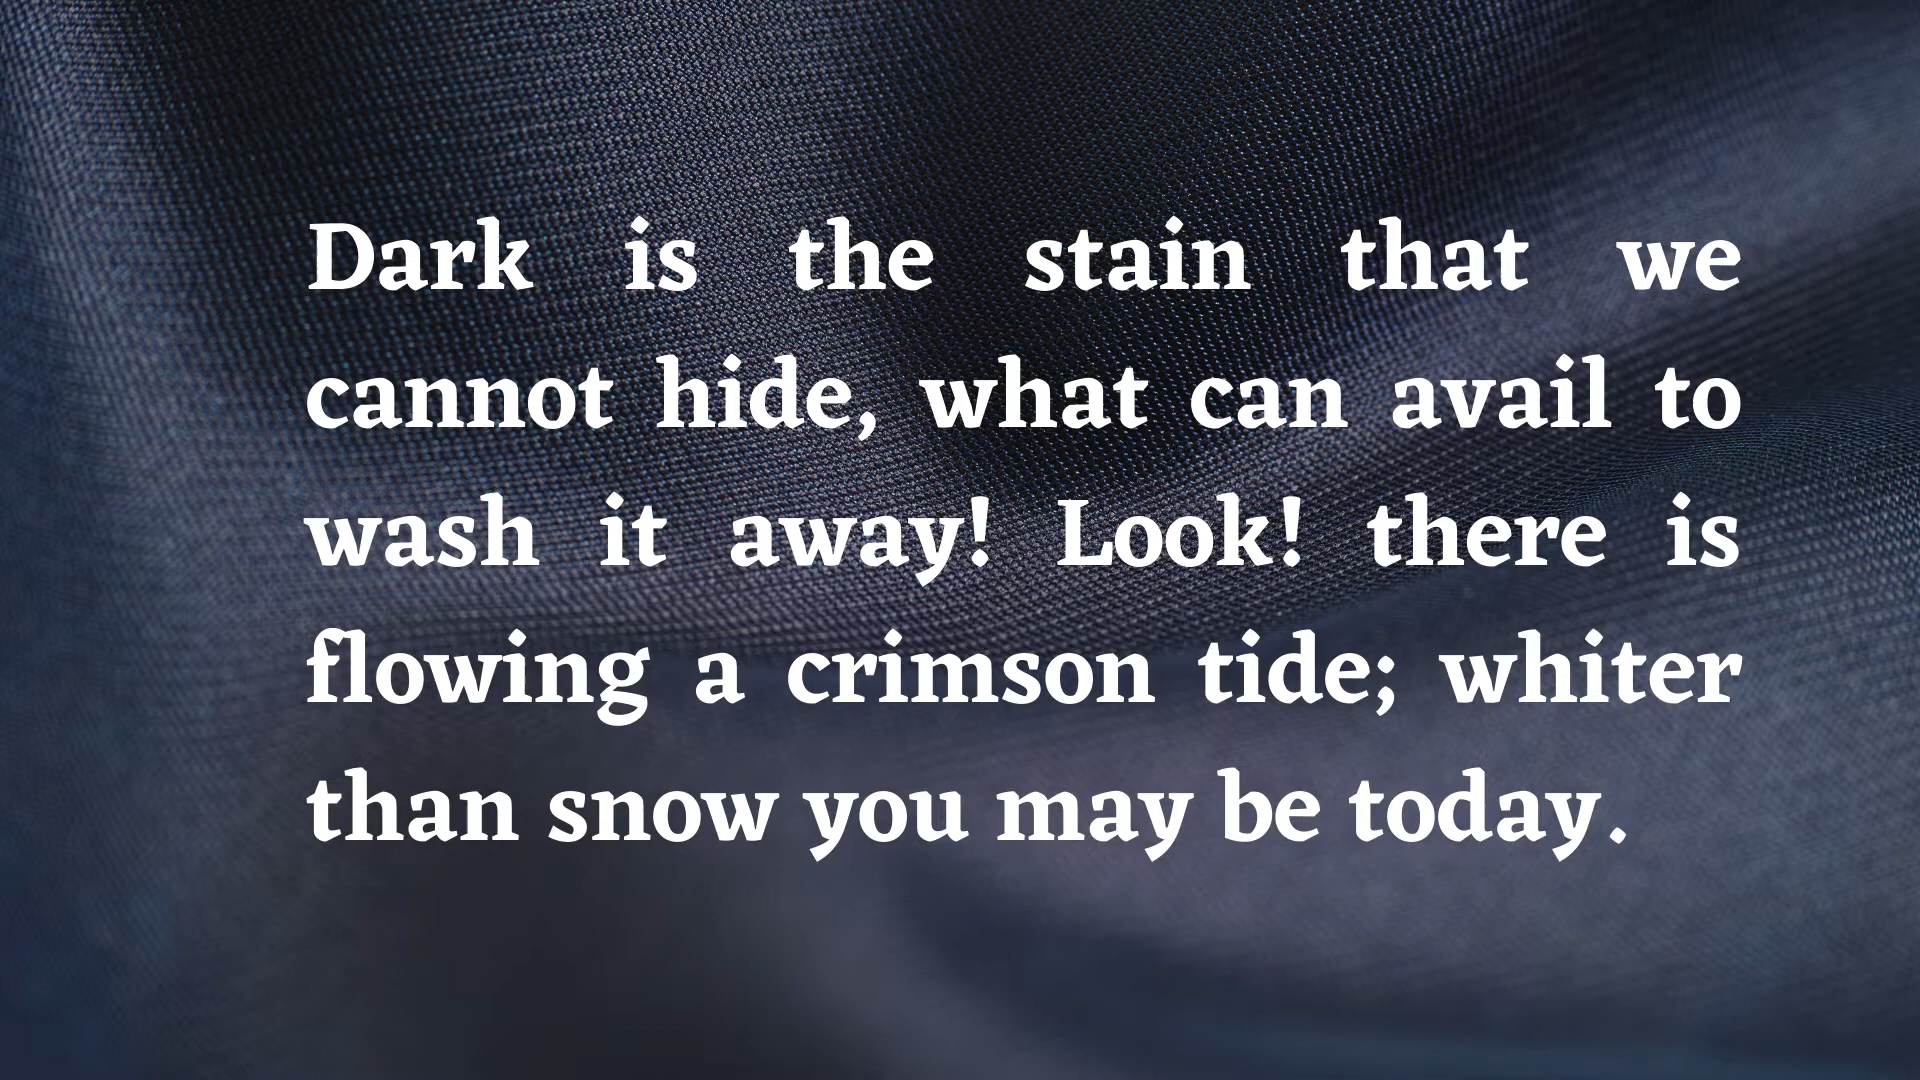 Dark is the stain that we
cannot hide, what can avail to
wash it away! Look! there is
flowing a crimson tide; whiter
than snow you may be today.